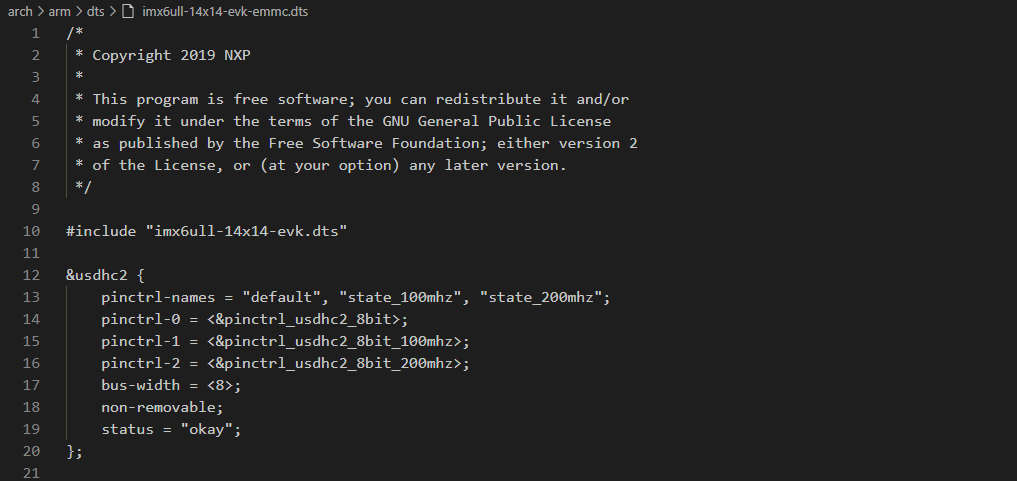 arch > arm > dts > imx6ull-14x14-evk-emmc.dts
1 /*
2  * Copyright 2019 NXP
3  *
4  * This program is free software; you can redistribute it and/or
5  * modify it under the terms of the GNU General Public License
6  * as published by the Free Software Foundation; either version 2
7  * of the License, or (at your option) any later version.
8  */
9
10 #include "imx6ull-14x14-evk.dts"
11
12 &usdhc2 {
13     pinctrl-names = "default", "state_100mhz", "state_200mhz";
14     pinctrl-0 = <&pinctrl_usdhc2_8bit>;
15     pinctrl-1 = <&pinctrl_usdhc2_8bit_100mhz>;
16     pinctrl-2 = <&pinctrl_usdhc2_8bit_200mhz>;
17     bus-width = <8>;
18     non-removable;
19     status = "okay";
20 };
21